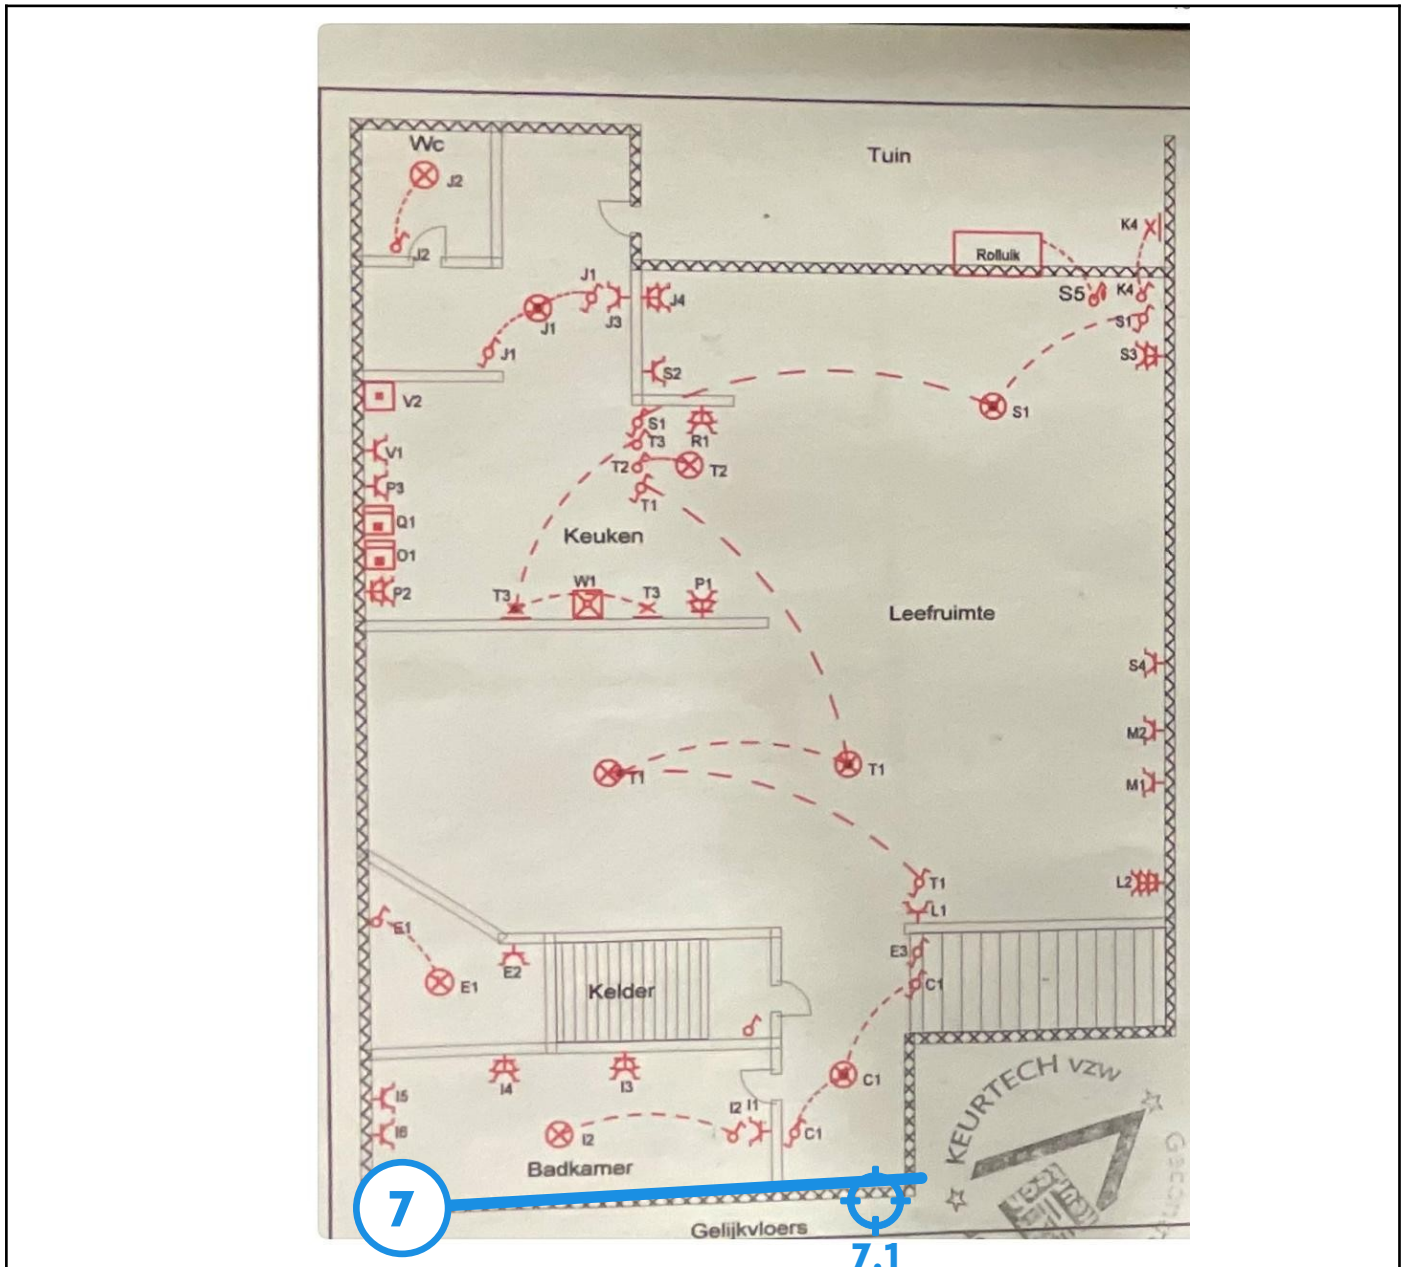 Wc
Tuin
J2
J2
K4
Rolluik
S5
K4
J1
J4
J1
J3
S1
J1
S3
S2
V2
S1
S1
T3
R1
V1
T2
T2
P3
T1
Q1
Keuken
O1
P2
T3
W1
T3
P1
Leefruimte
S4
M2
T1
T1
M1
T1
L2
L1
E1
E3
E2
C1
E1
Kelder
C1
I4
I3
KEURTECH VZW
I5
I2
I1
I6
I2
C1
Badkamer
7
Gelijkvloers
7.1